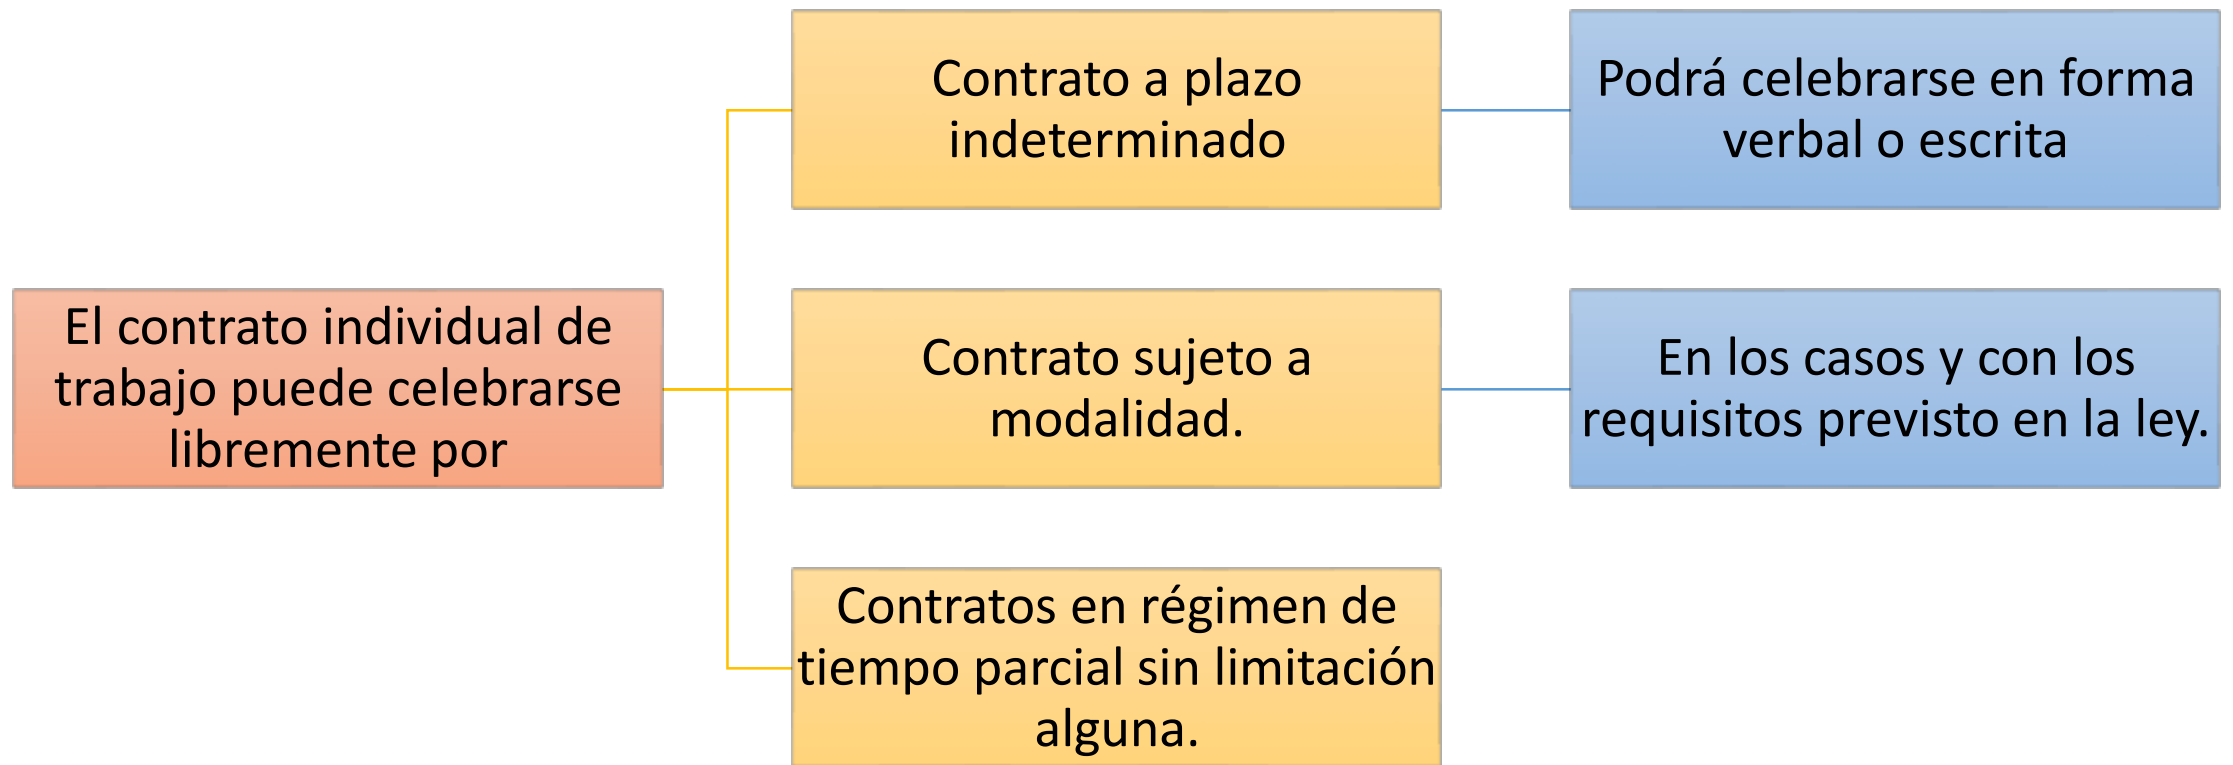 El contrato individual de
trabajo puede celebrarse
libremente por
Contrato a plazo
indeterminado
Podrá celebrarse en forma
verbal o escrita
Contrato sujeto a
modalidad.
En los casos y con los
requisitos previsto en la ley.
Contratos en régimen de
tiempo parcial sin limitación
alguna.